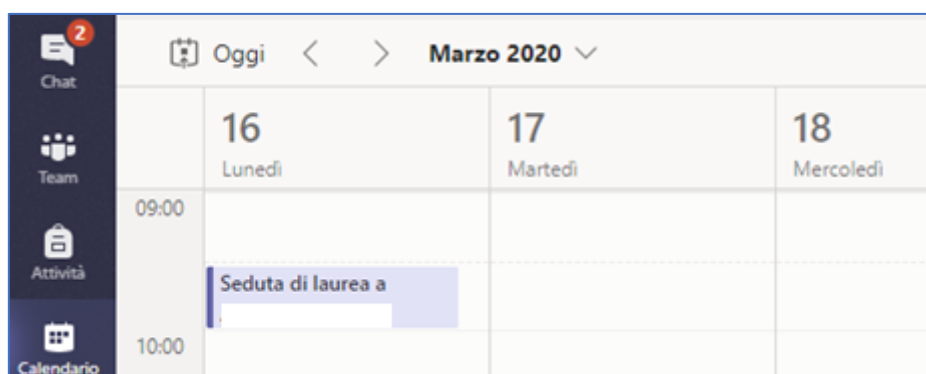 2
Chat
Team
Attività
Calendario
Oggi
Marzo 2020
16
Lunedì
17
Martedì
18
Mercoledì
09:00
Seduta di laurea a
10:00